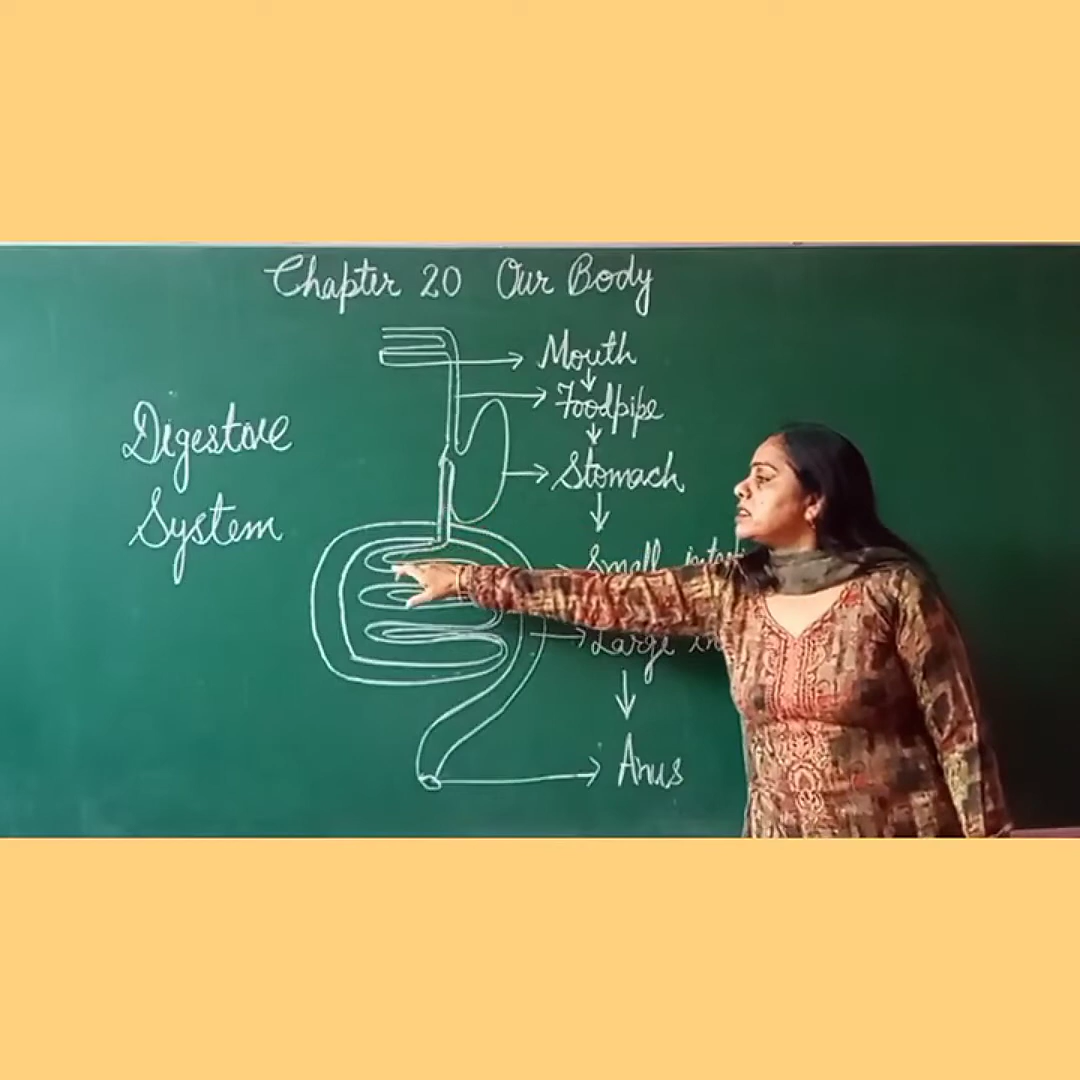 Chapter 20 Our Body
Digestive
System
Mouth
Foodpipe
Stomach
Small
Large
Anus